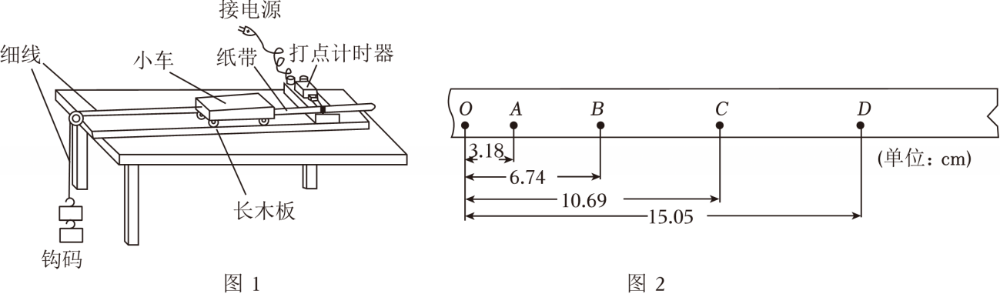 接电源
细线
小车
纸带
打点计时器
长木板
钩码
图 1
O A B C D
3.18
(单位: cm)
6.74
10.69
15.05
图 2